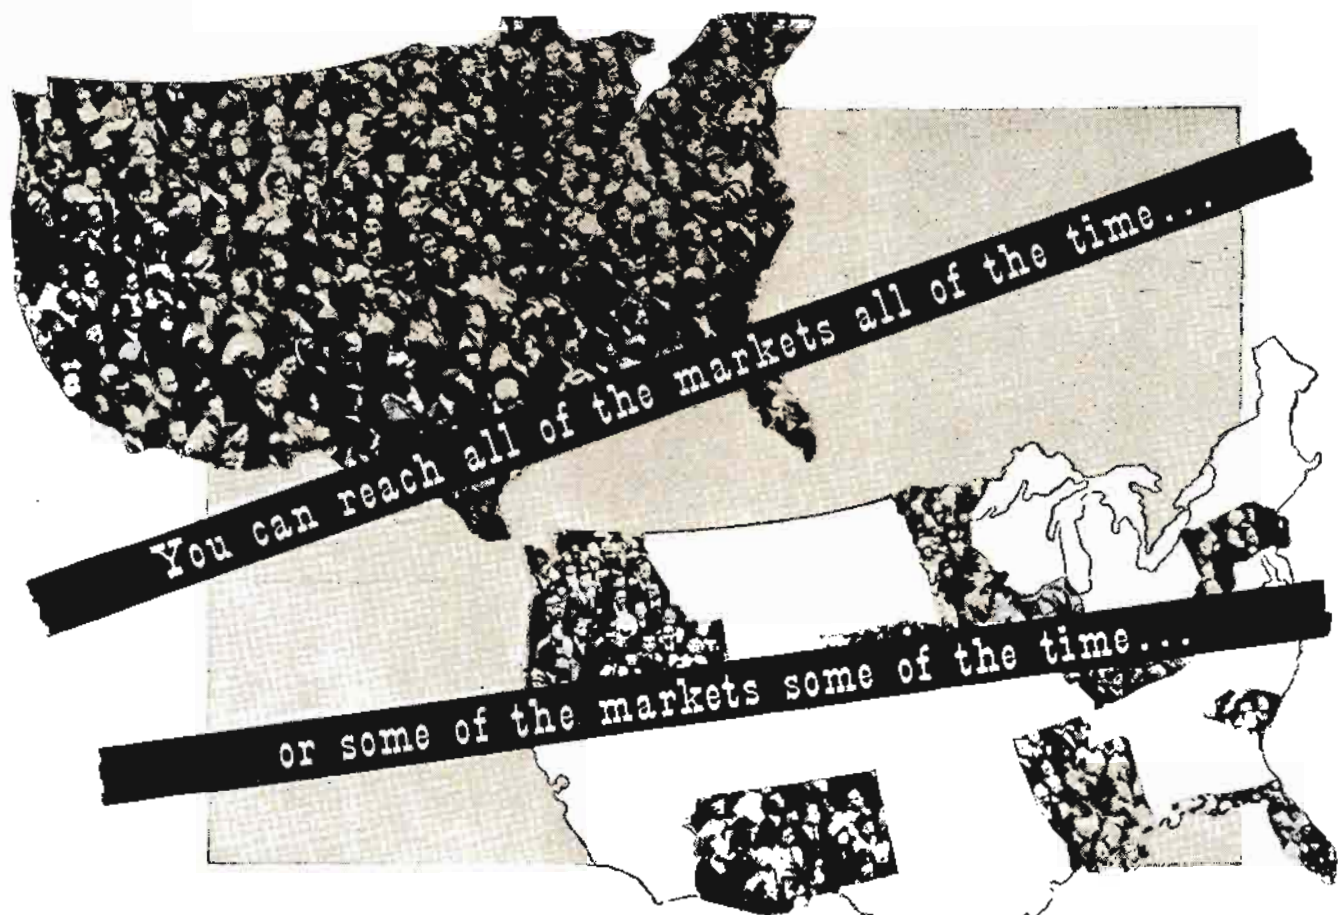 You can reach all of the markets all of the time...
or some of the markets some of the time...